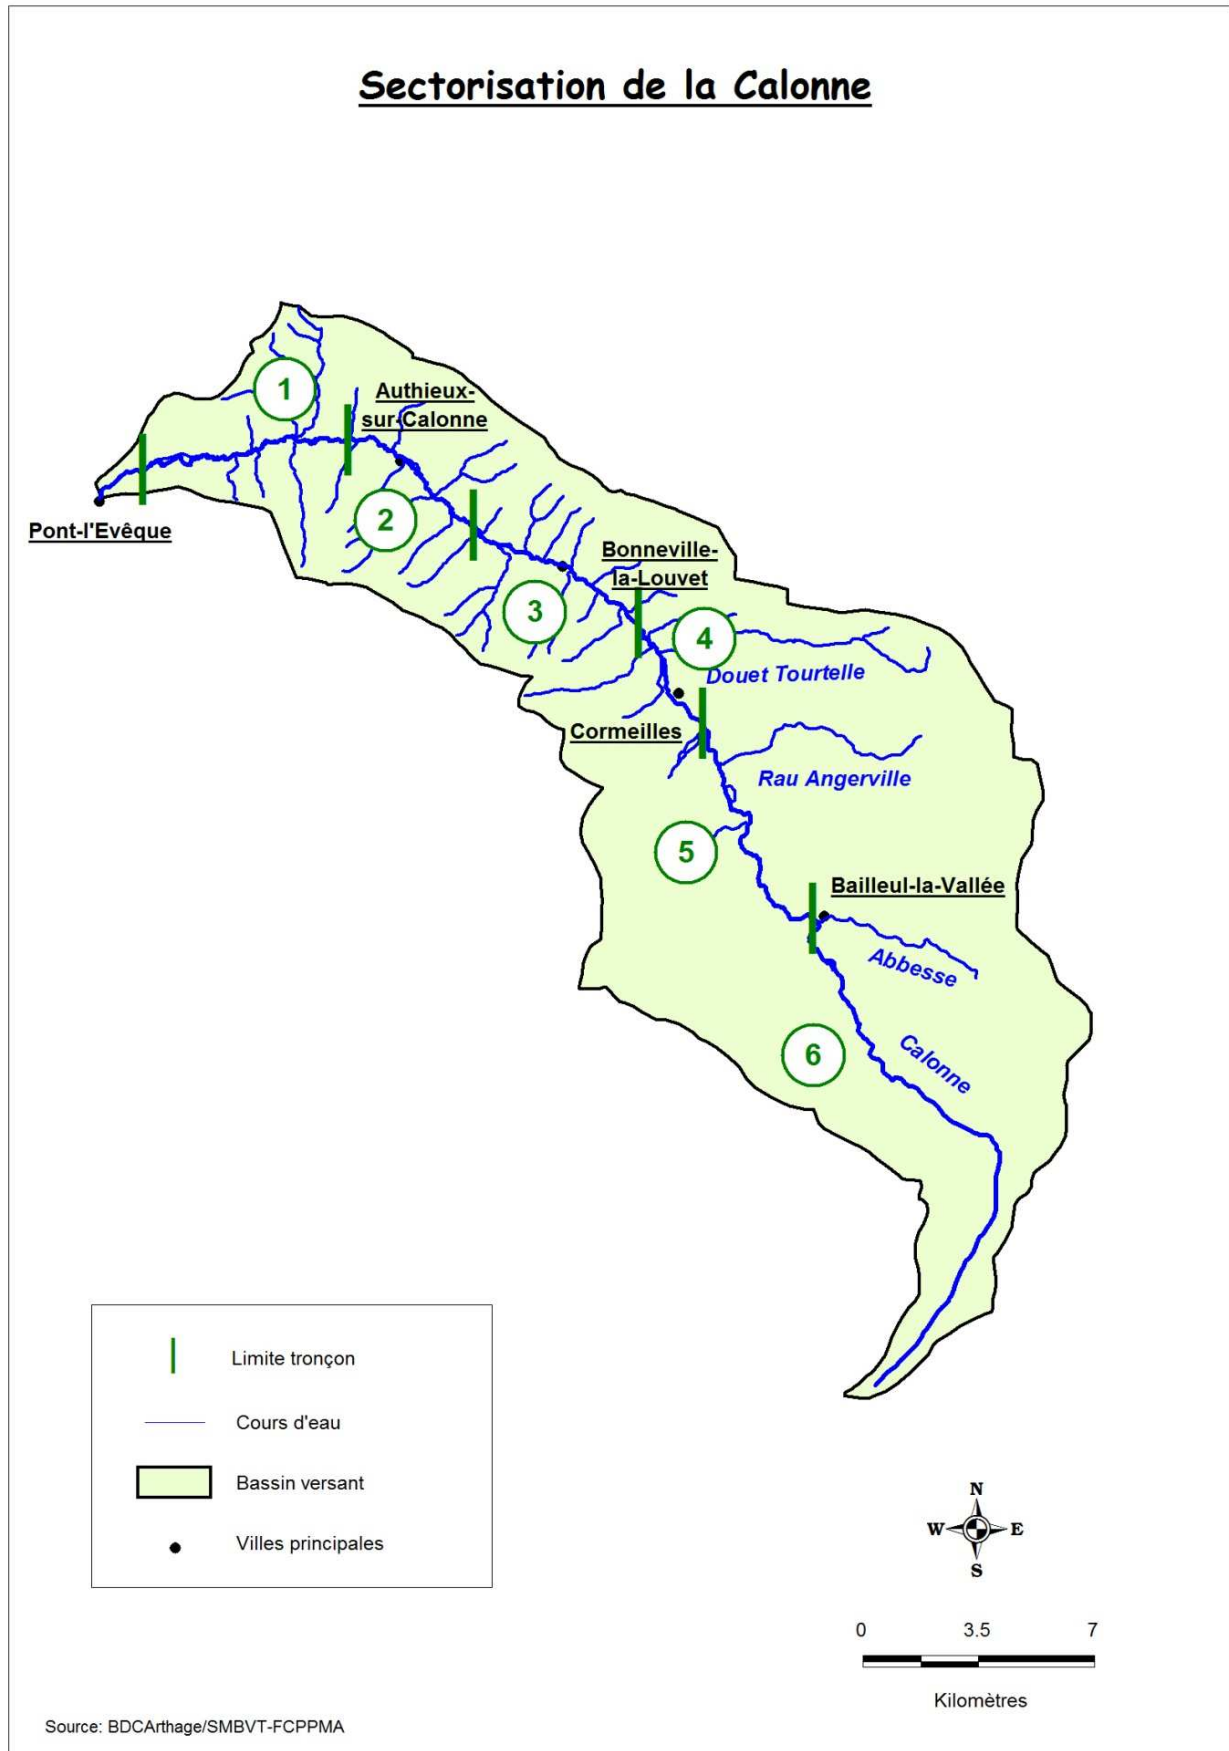 Sectorisation de la Calonne
1
Authieux-
sur-Calonne
2
Pont-l'Evêque
Bonneville-
la-Louvet
3
4
Douet Tourtelle
Cormeilles
Rau Angerville
5
Bailleul-la-Vallée
Abbesse
6
Calonne
Limite tronçon
Cours d'eau
Bassin versant
Villes principales
N
W E
S
0 3.5 7
Kilomètres
Source: BDCArthage/SMBVT-FCPPMA